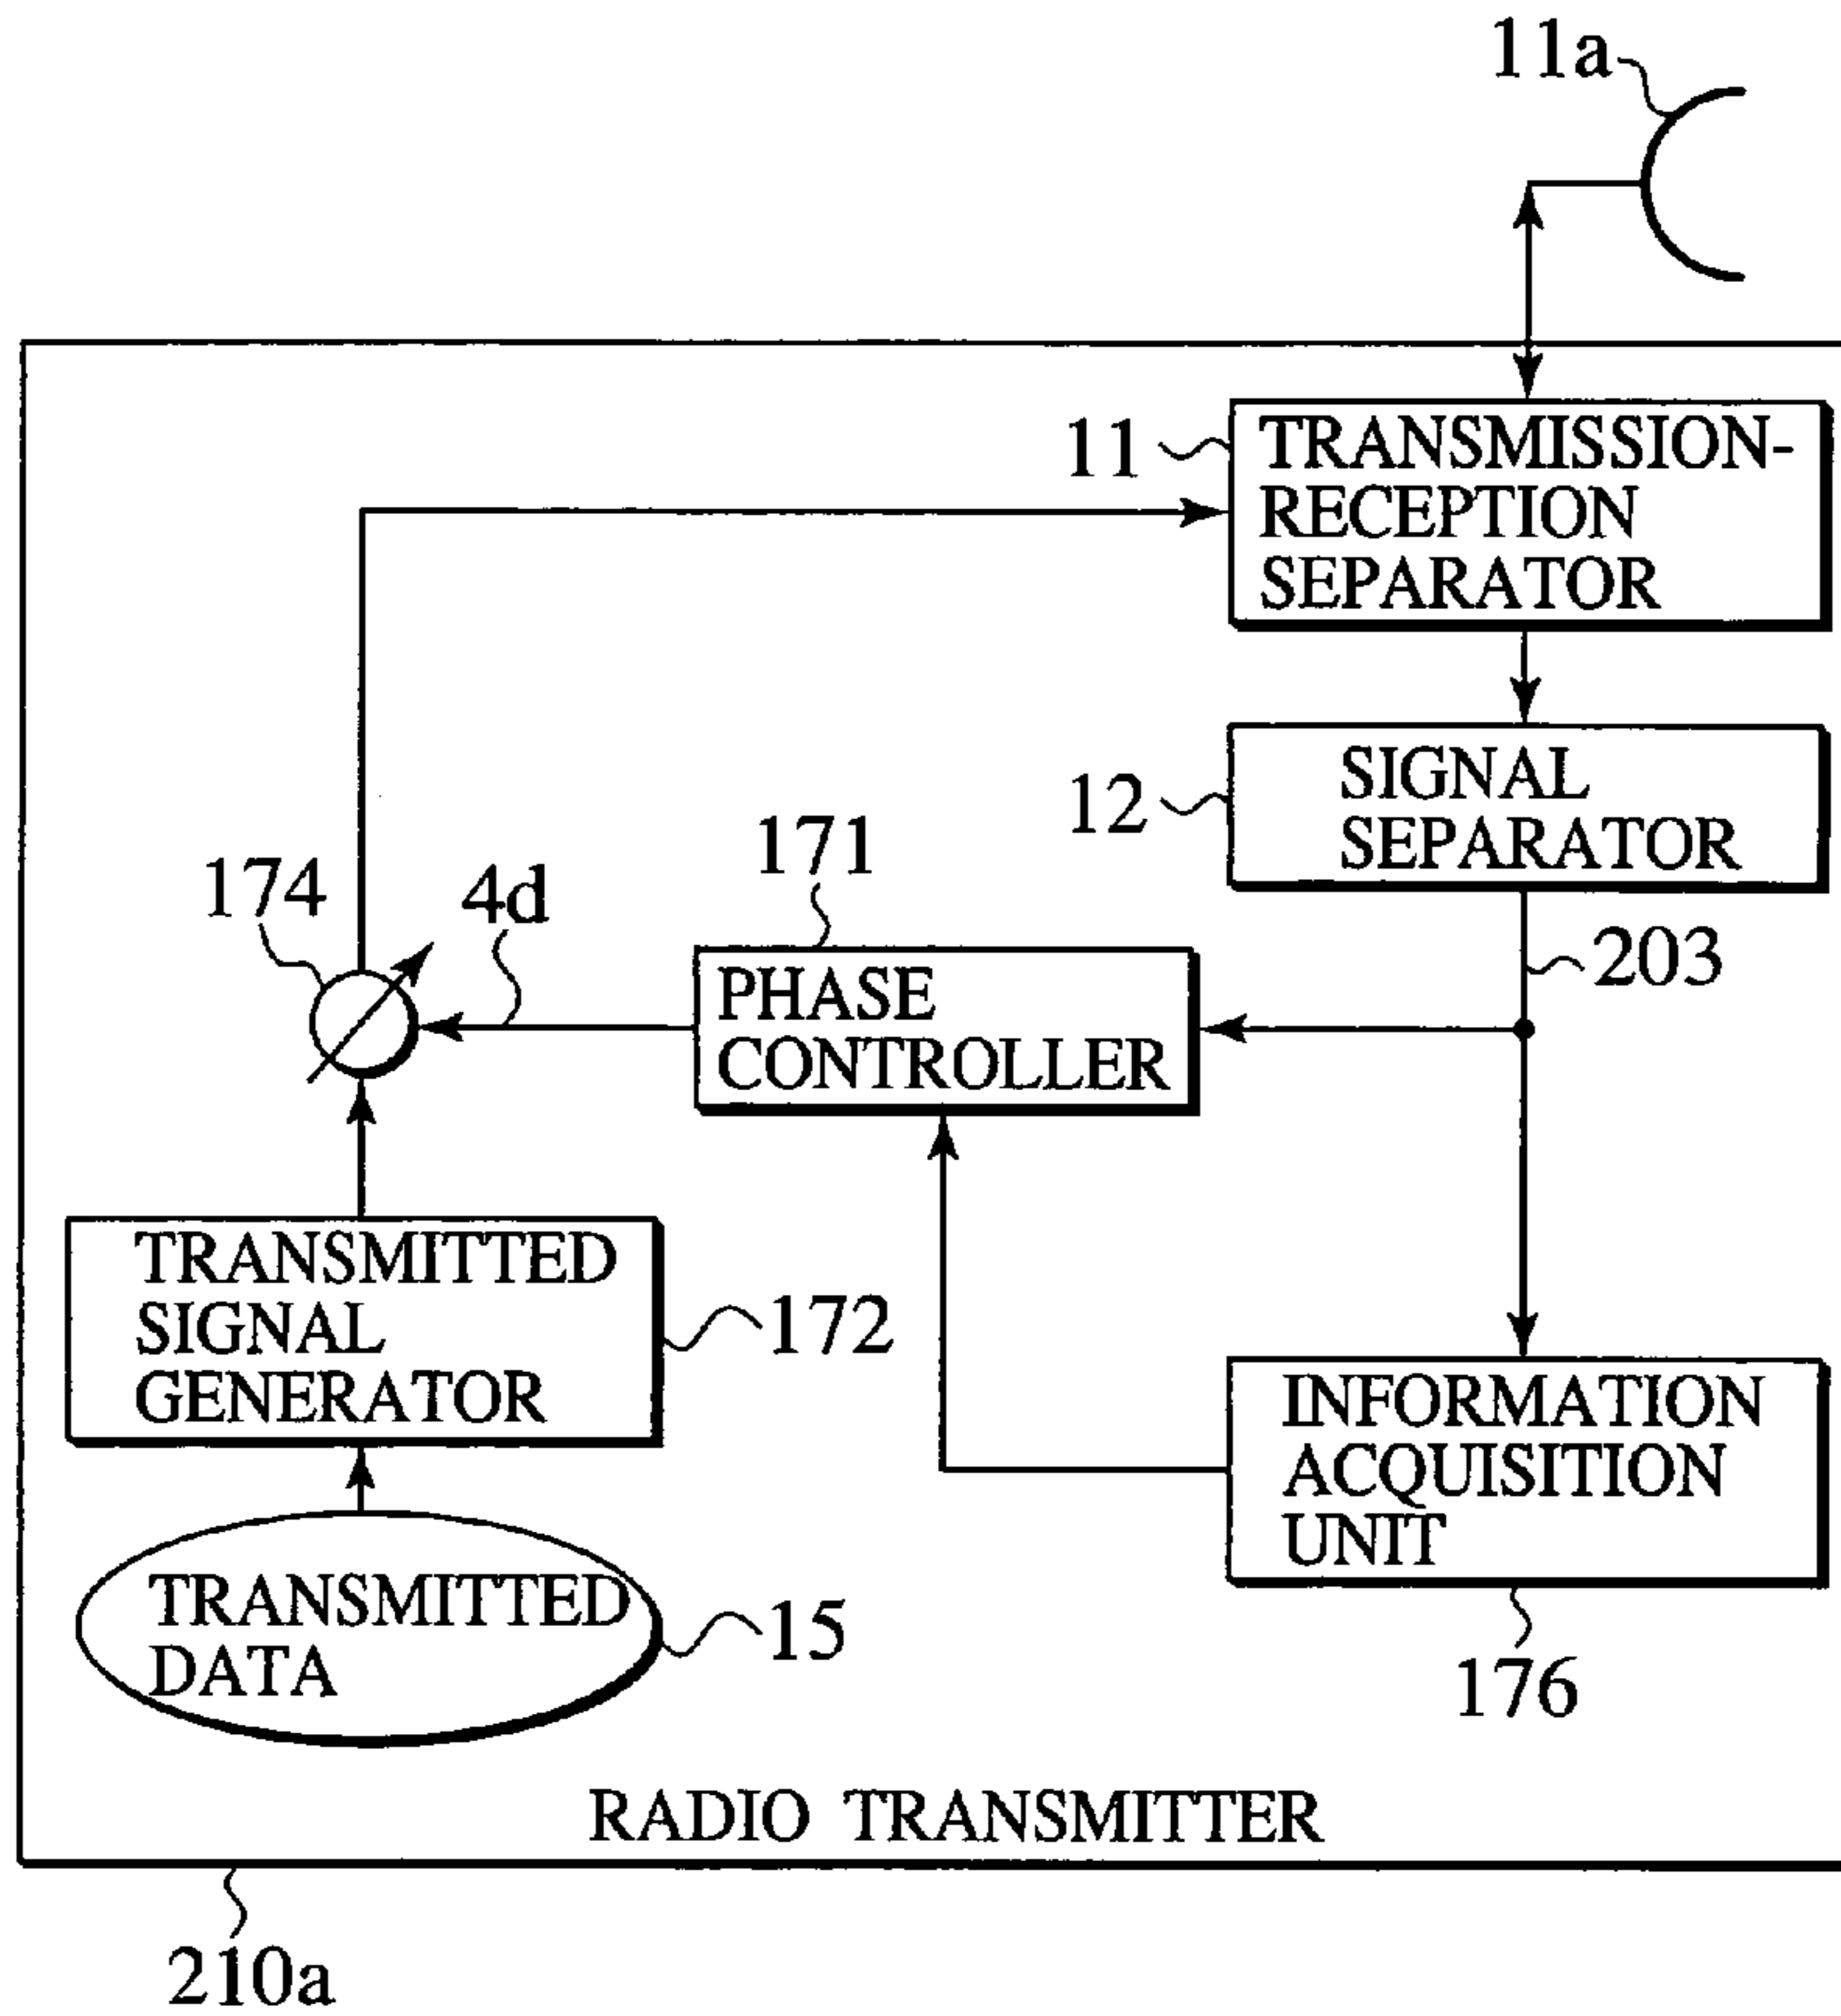 11a
11
TRANSMISSION-
RECEPTION
SEPARATOR
12
SIGNAL
SEPARATOR
174
4d
171
203
PHASE
CONTROLLER
TRANSMITTED
SIGNAL
GENERATOR
172
INFORMATION
ACQUISITION
UNIT
TRANSMITTED
DATA
15
176
RADIO TRANSMITTER
210a